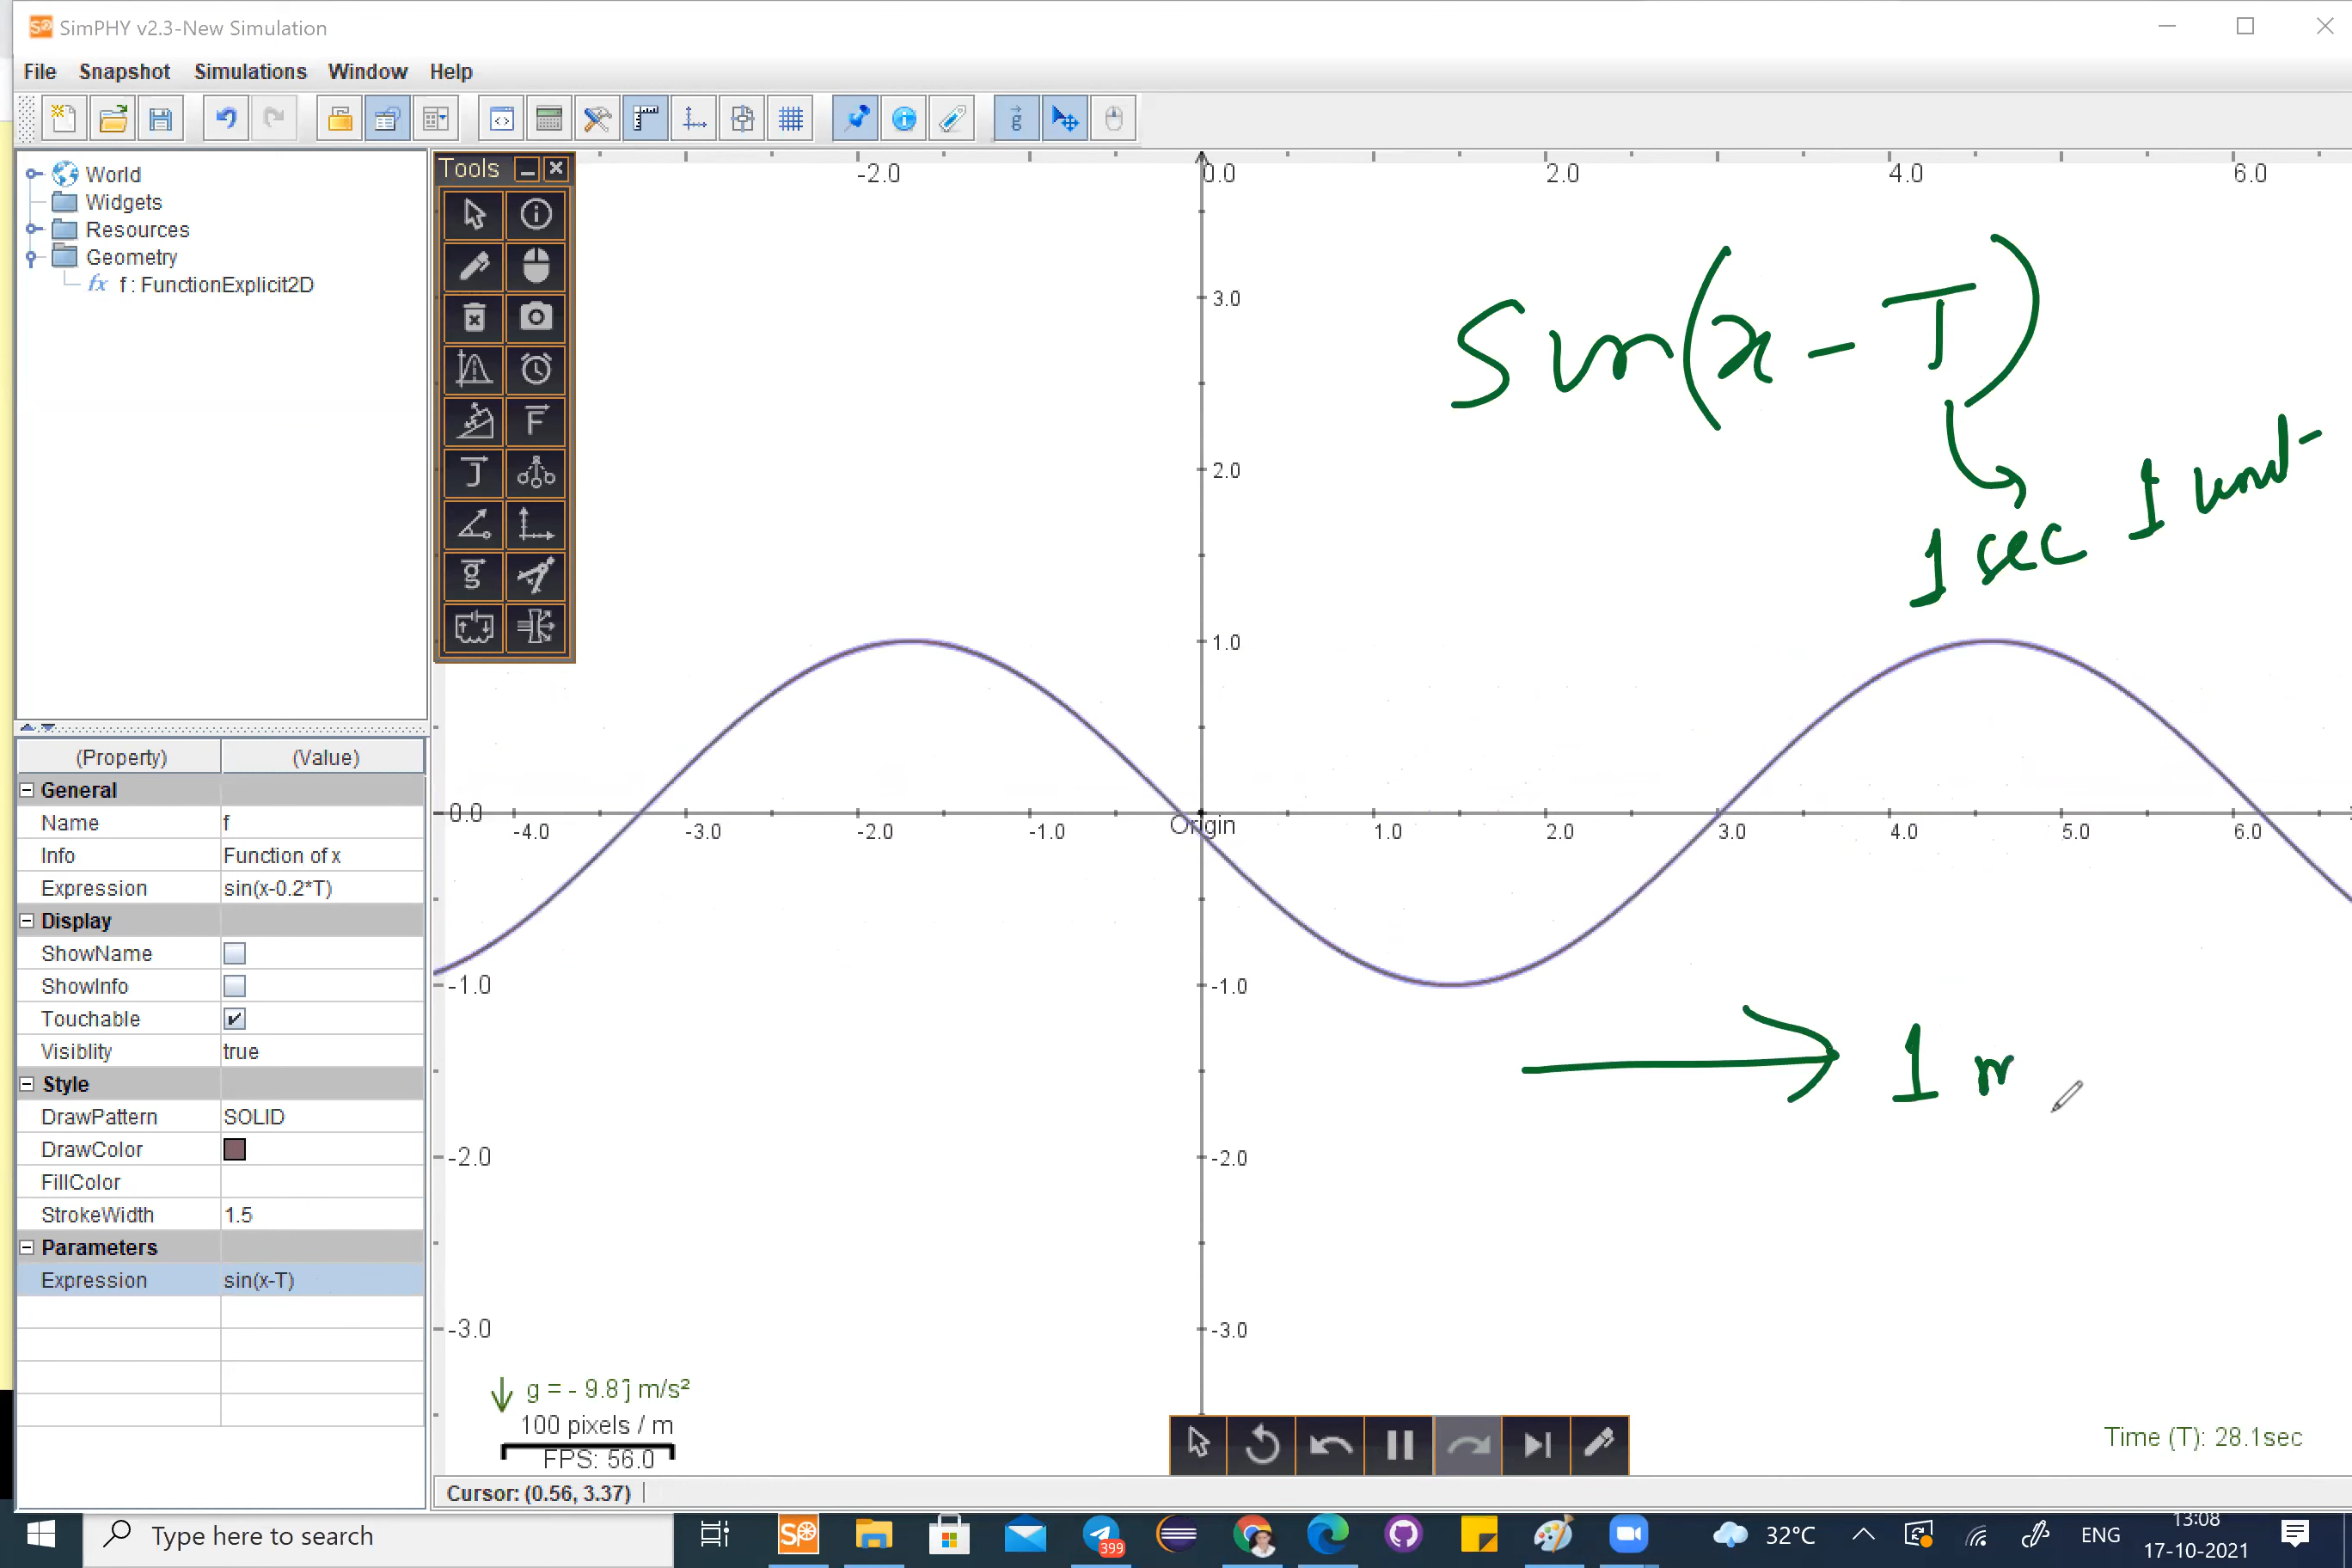 SimPHY v2.3-New Simulation
File Snapshot Simulations Window Help
World
Widgets
Resources
Geometry
fx f : FunctionExplicit2D
Tools
-2.0 0.0 2.0 4.0 6.0
3.0
2.0
1.0
Sin(x - T)
1 sec 1 unit
0.0 -4.0 -3.0 -2.0 -1.0 Origin 1.0 2.0 3.0 4.0 5.0 6.0
-1.0 -1.0
-2.0 -2.0
-3.0 -3.0
1 m
(Property) (Value)
General
Name f
Info Function of x
Expression sin(x-0.2*T)
Display
ShowName
ShowInfo
Touchable
Visiblity true
Style
DrawPattern SOLID
DrawColor
FillColor
StrokeWidth 1.5
Parameters
Expression sin(x-T)
g = - 9.8 ĵ m/s²
100 pixels / m
FPS: 56.0
Time (T): 28.1sec
Cursor: (0.56, 3.37)
Type here to search
399
32°C
ENG
13:08
17-10-2021